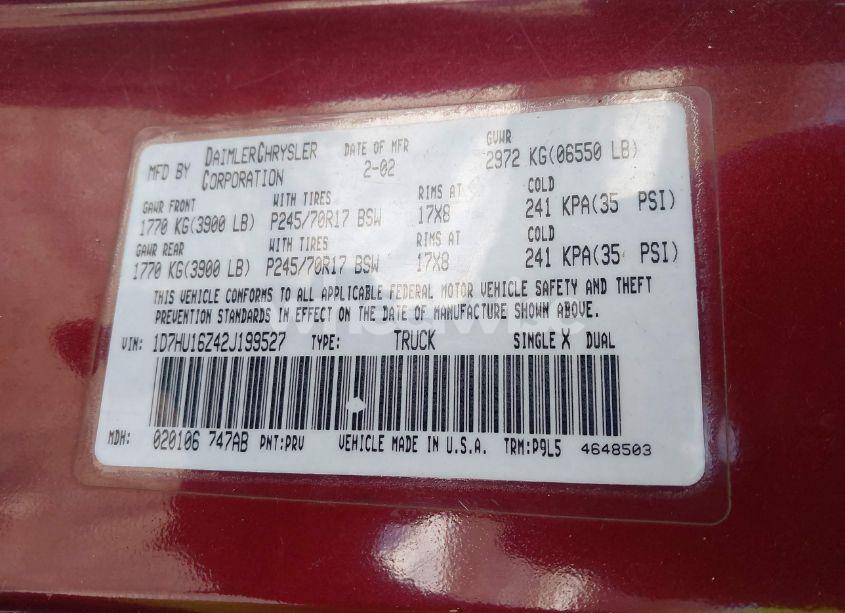 MFD BY DAIMLERCHRYSLER CORPORATION DATE OF MFR 2-02 GVWR 2972 KG(06550 LB)
GAWR FRONT WITH TIRES RIMS AT COLD
1770 KG(3900 LB) P245/70R17 BSW 17X8 241 KPA(35 PSI)
GAWR REAR WITH TIRES RIMS AT COLD
1770 KG(3900 LB) P245/70R17 BSW 17X8 241 KPA(35 PSI)
THIS VEHICLE CONFORMS TO ALL APPLICABLE FEDERAL MOTOR VEHICLE SAFETY AND THEFT
PREVENTION STANDARDS IN EFFECT ON THE DATE OF MANUFACTURE SHOWN ABOVE.
VIN: 1D7HU16Z42J199527 TYPE: TRUCK SINGLE X DUAL
MDH: 020106 747AB PNT:PRV VEHICLE MADE IN U.S.A. TRM:P9L5 4648503